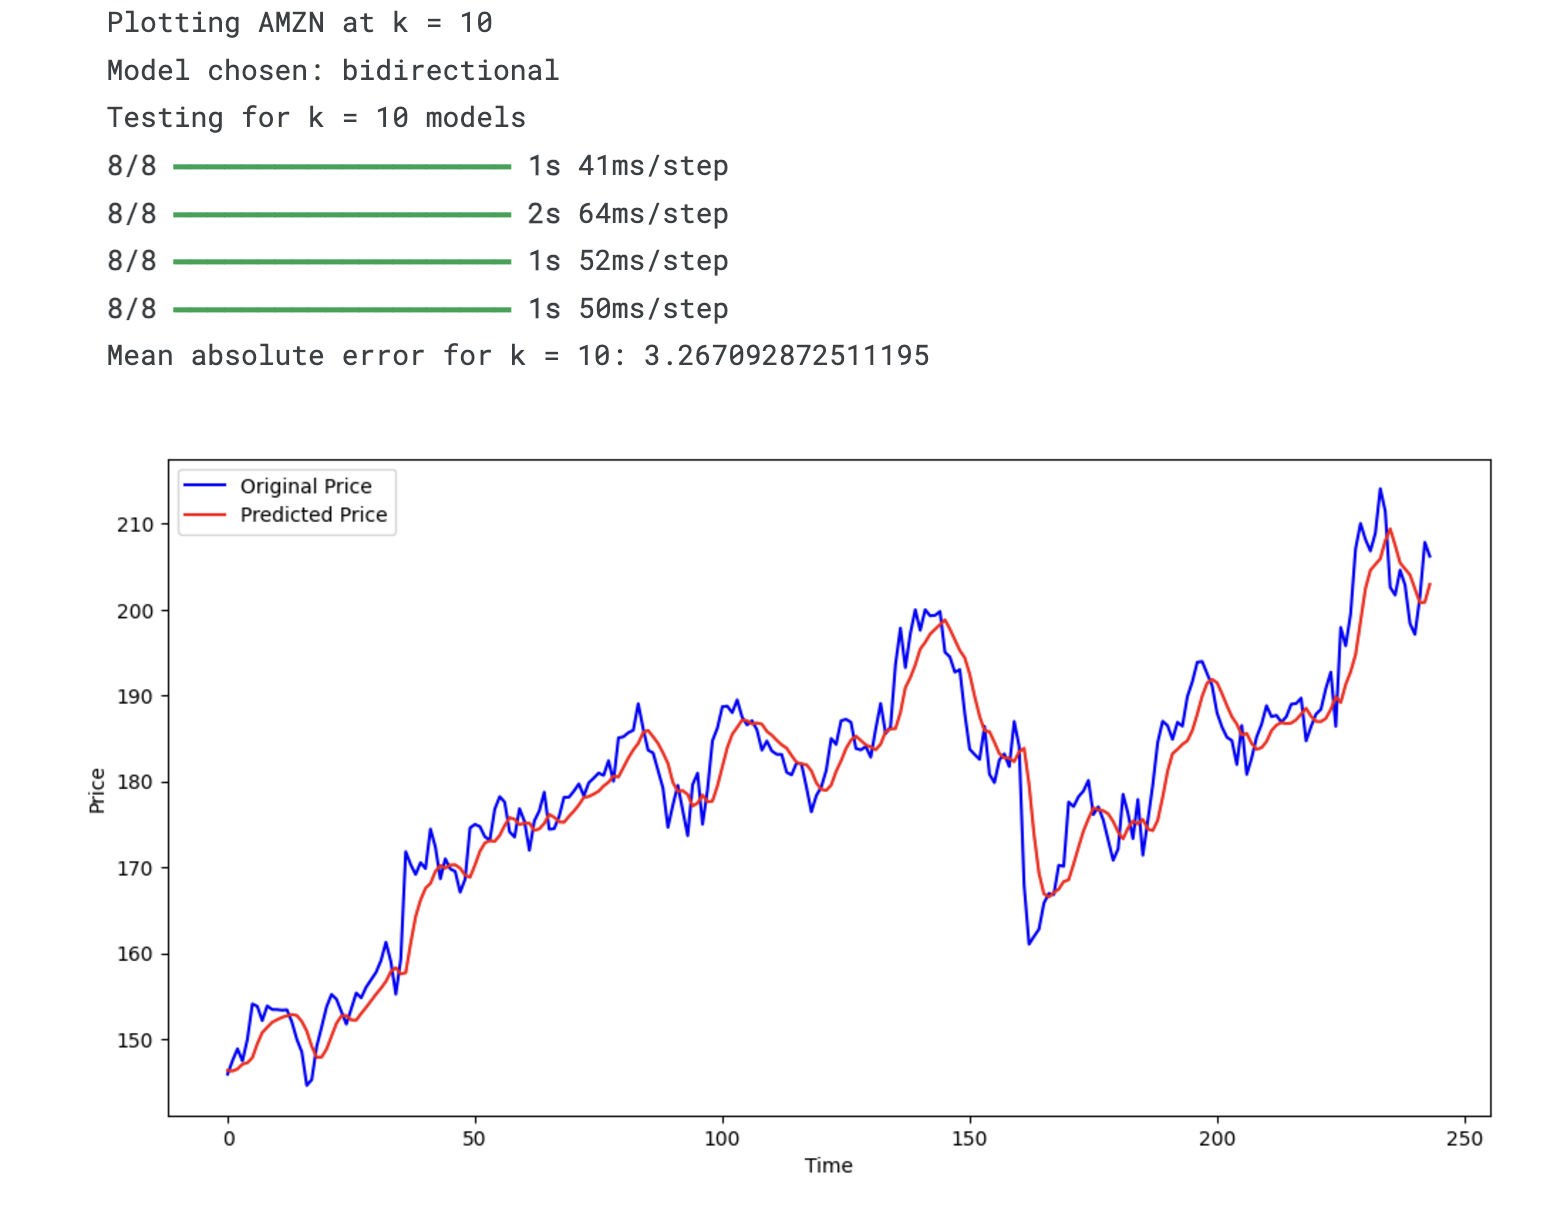 Plotting AMZN at k = 10
Model chosen: bidirectional
Testing for k = 10 models
8/8 1s 41ms/step
8/8 2s 64ms/step
8/8 1s 52ms/step
8/8 1s 50ms/step
Mean absolute error for k = 10: 3.267092872511195
Original Price
Predicted Price
210
200
190
180
170
160
150
Price
0 50 100 150 200 250
Time